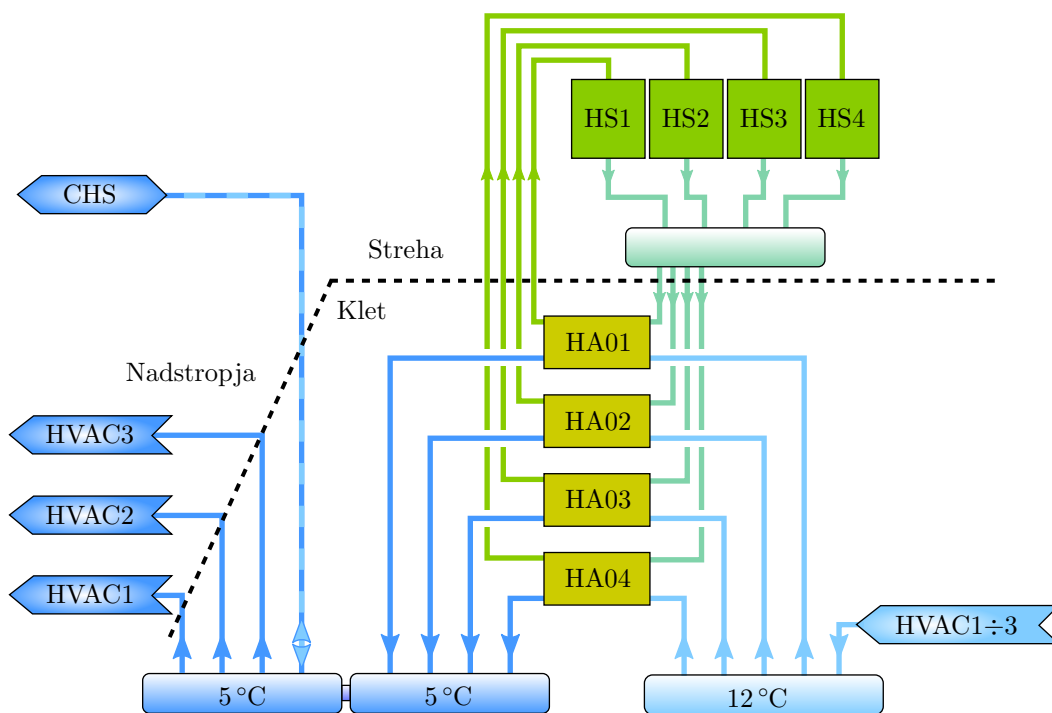 HS1
HS2
HS3
HS4
CHS
Streha
Klet
HA01
Nadstropja
HVAC3
HA02
HVAC2
HA03
HVAC1
HA04
HVAC1÷3
5 °C
5 °C
12 °C